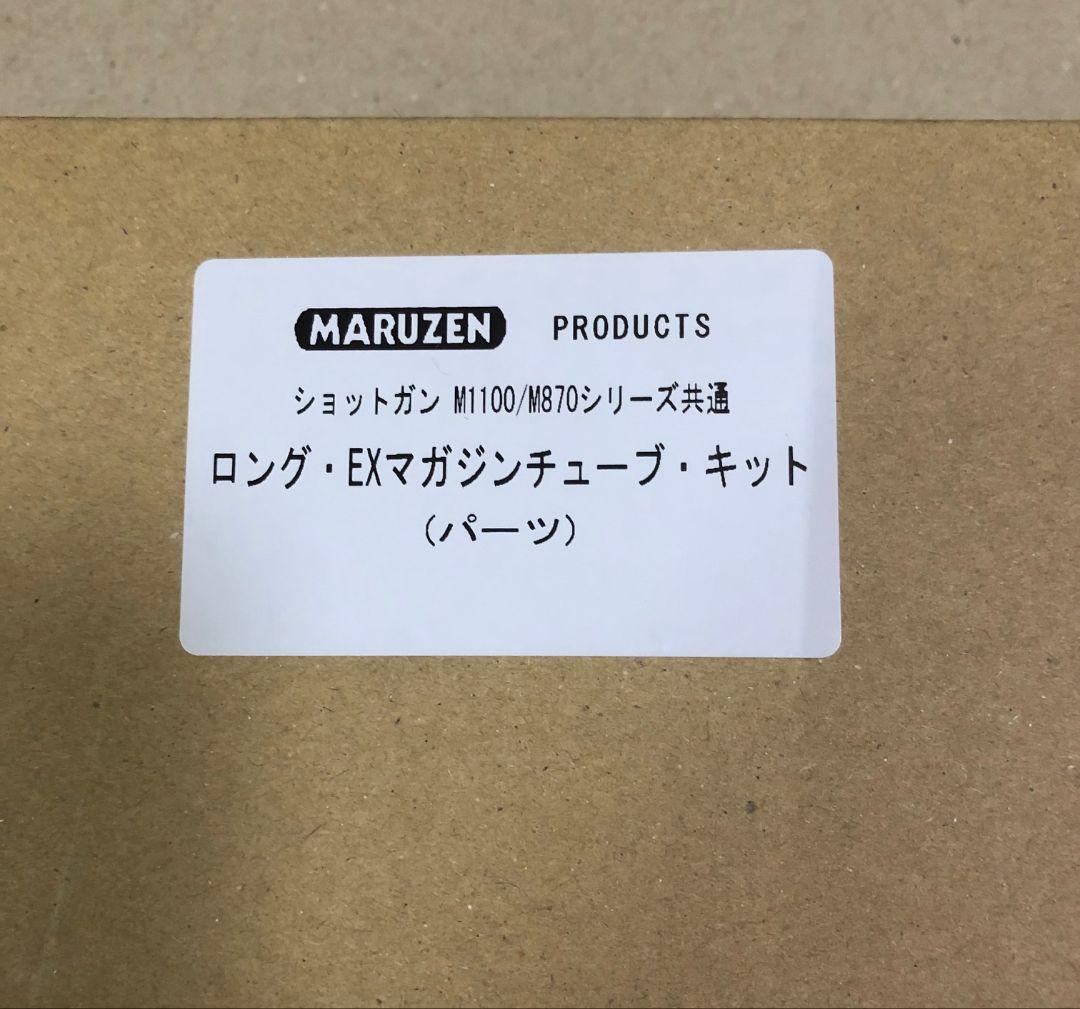 MARUZEN PRODUCTS
ショットガン M1100/M870シリーズ共通
ロング・EXマガジンチューブ・キット
(パーツ)